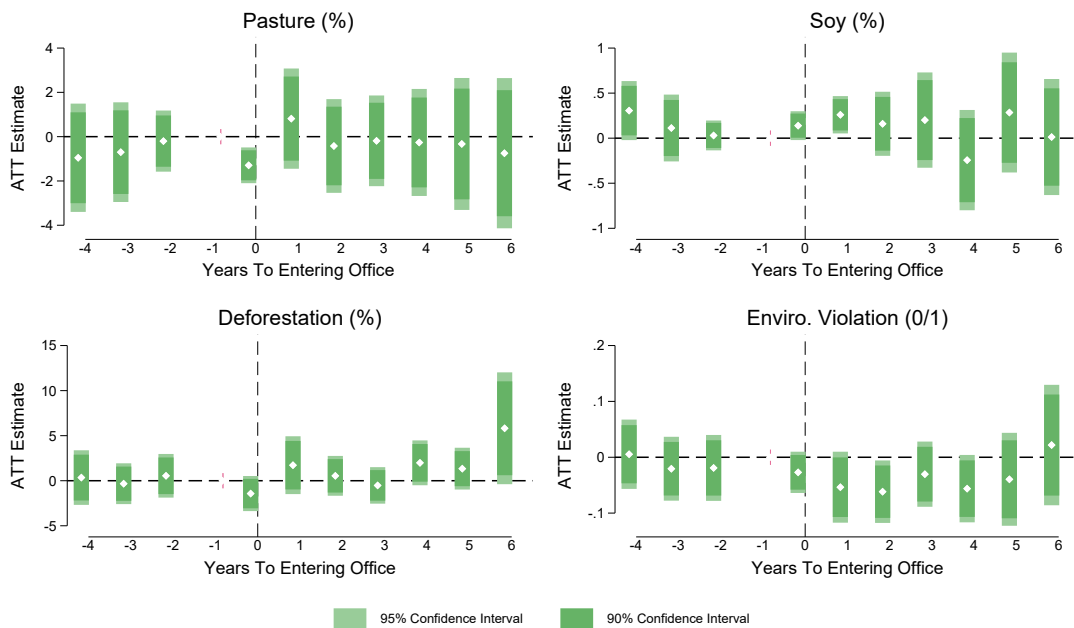 Pasture (%)
4
2
0
-2
-4
ATT Estimate
-4 -3 -2 -1 0 1 2 3 4 5 6
Years To Entering Office
Soy (%)
1
.5
0
-.5
-1
ATT Estimate
-4 -3 -2 -1 0 1 2 3 4 5 6
Years To Entering Office
Deforestation (%)
15
10
5
0
-5
ATT Estimate
-4 -3 -2 -1 0 1 2 3 4 5 6
Years To Entering Office
Enviro. Violation (0/1)
.2
.1
0
-.1
ATT Estimate
-4 -3 -2 -1 0 1 2 3 4 5 6
Years To Entering Office
95% Confidence Interval
90% Confidence Interval